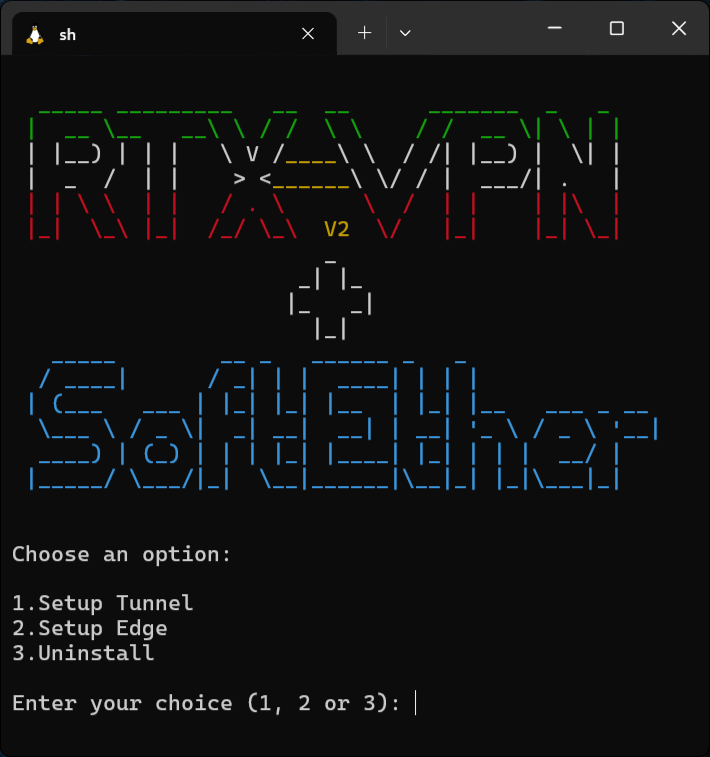 sh
RTX-VPN
V2
+
SoftEther
Choose an option:
1.Setup Tunnel
2.Setup Edge
3.Uninstall
Enter your choice (1, 2 or 3):